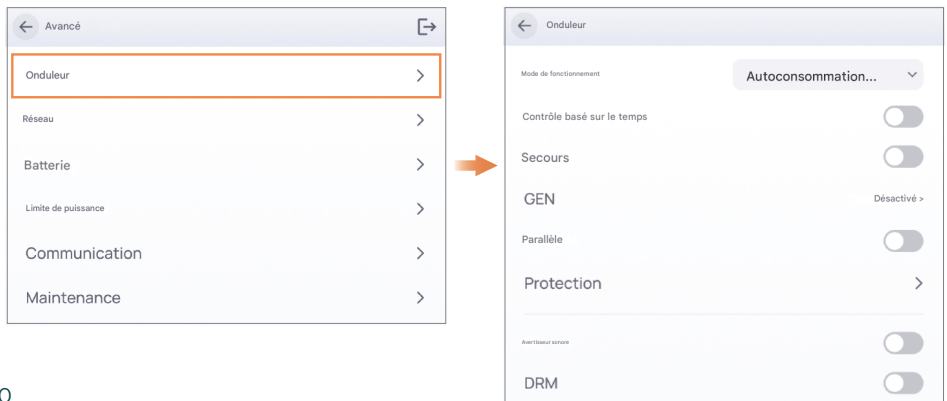 Avancé
Onduleur
Réseau
Batterie
Limite de puissance
Communication
Maintenance
Onduleur
Mode de fonctionnement
Autoconsommation...
Contrôle basé sur le temps
Secours
GEN
Désactivé >
Parallèle
Protection
Avertisseur sonore
DRM